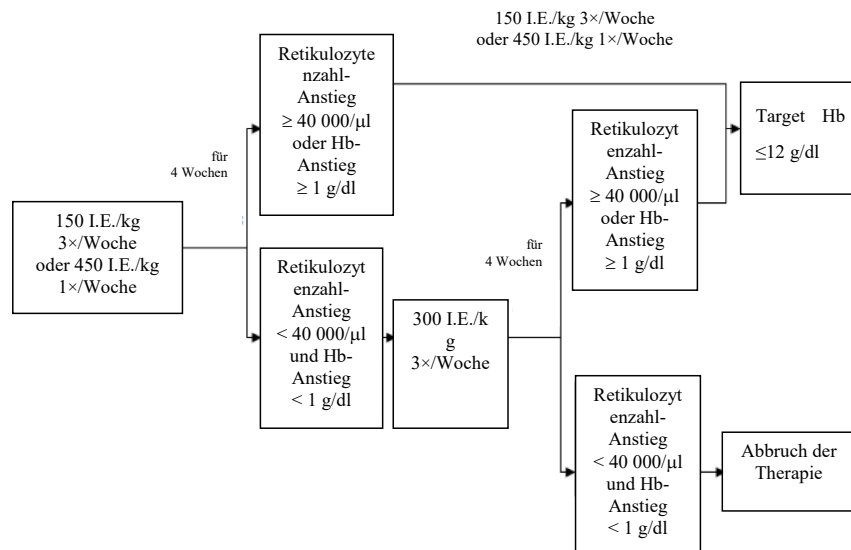 150 I.E./kg 3×/Woche
oder 450 I.E./kg 1×/Woche
Retikulozyte
nzahl-
Anstieg
≥ 40 000/μl
oder Hb-
Anstieg
≥ 1 g/dl
für
4 Wochen
150 I.E./kg
3×/Woche
oder 450 I.E./kg
1×/Woche
Retikulozyt
enzahl-
Anstieg
< 40 000/μl
und Hb-
Anstieg
< 1 g/dl
300 I.E./k
g
3×/Woche
für
4 Wochen
Retikulozyt
enzahl-
Anstieg
≥ 40 000/μl
oder Hb-
Anstieg
≥ 1 g/dl
Target Hb
≤12 g/dl
Retikulozyt
enzahl-
Anstieg
< 40 000/μl
und Hb-
Anstieg
< 1 g/dl
Abbruch der
Therapie